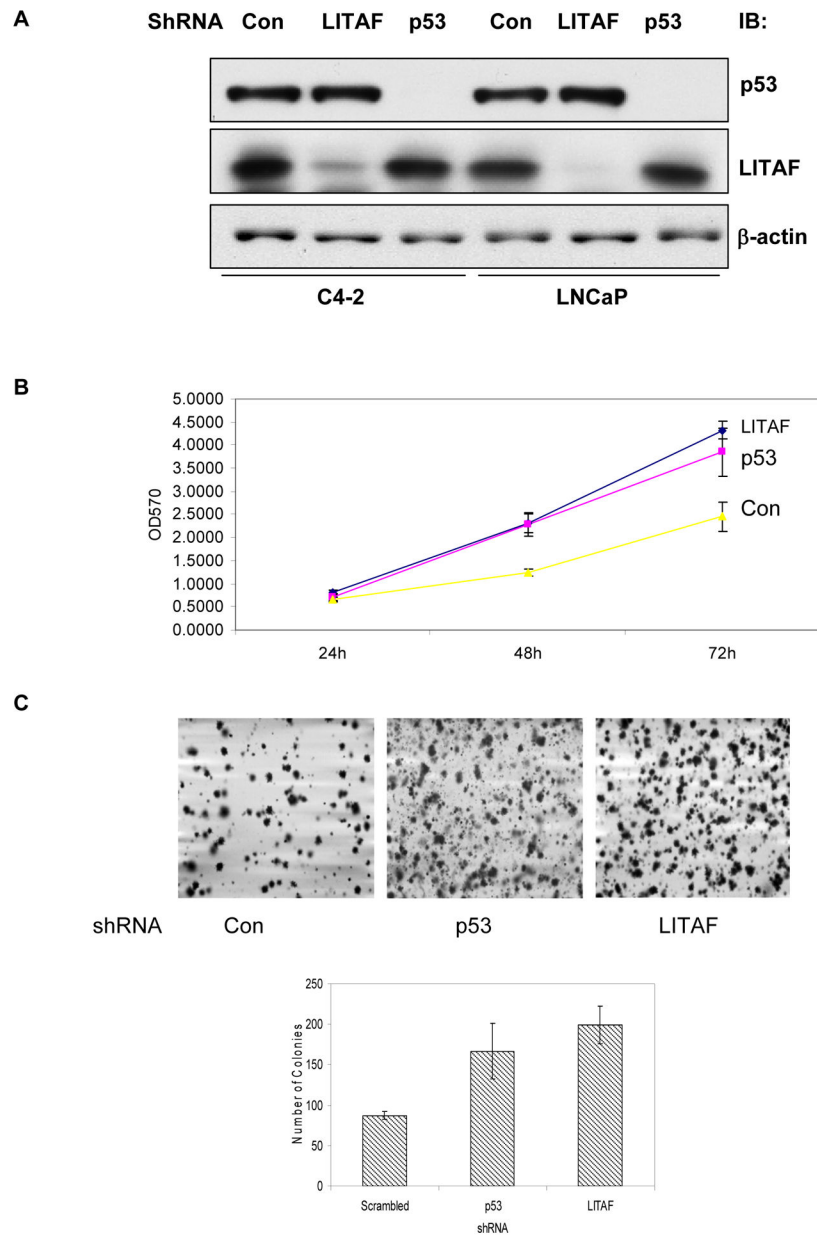 A
ShRNA Con LITAF p53 Con LITAF p53 IB:
p53
LITAF
β-actin
C4-2 LNCaP
B
5.0000
4.5000
4.0000
3.5000
3.0000
2.5000
2.0000
1.5000
1.0000
0.5000
0.0000
OD570
LITAF
p53
Con
24h 48h 72h
C
shRNA Con p53 LITAF
250
200
150
100
50
0
Number of Colonies
Scrambled p53 LITAF
shRNA